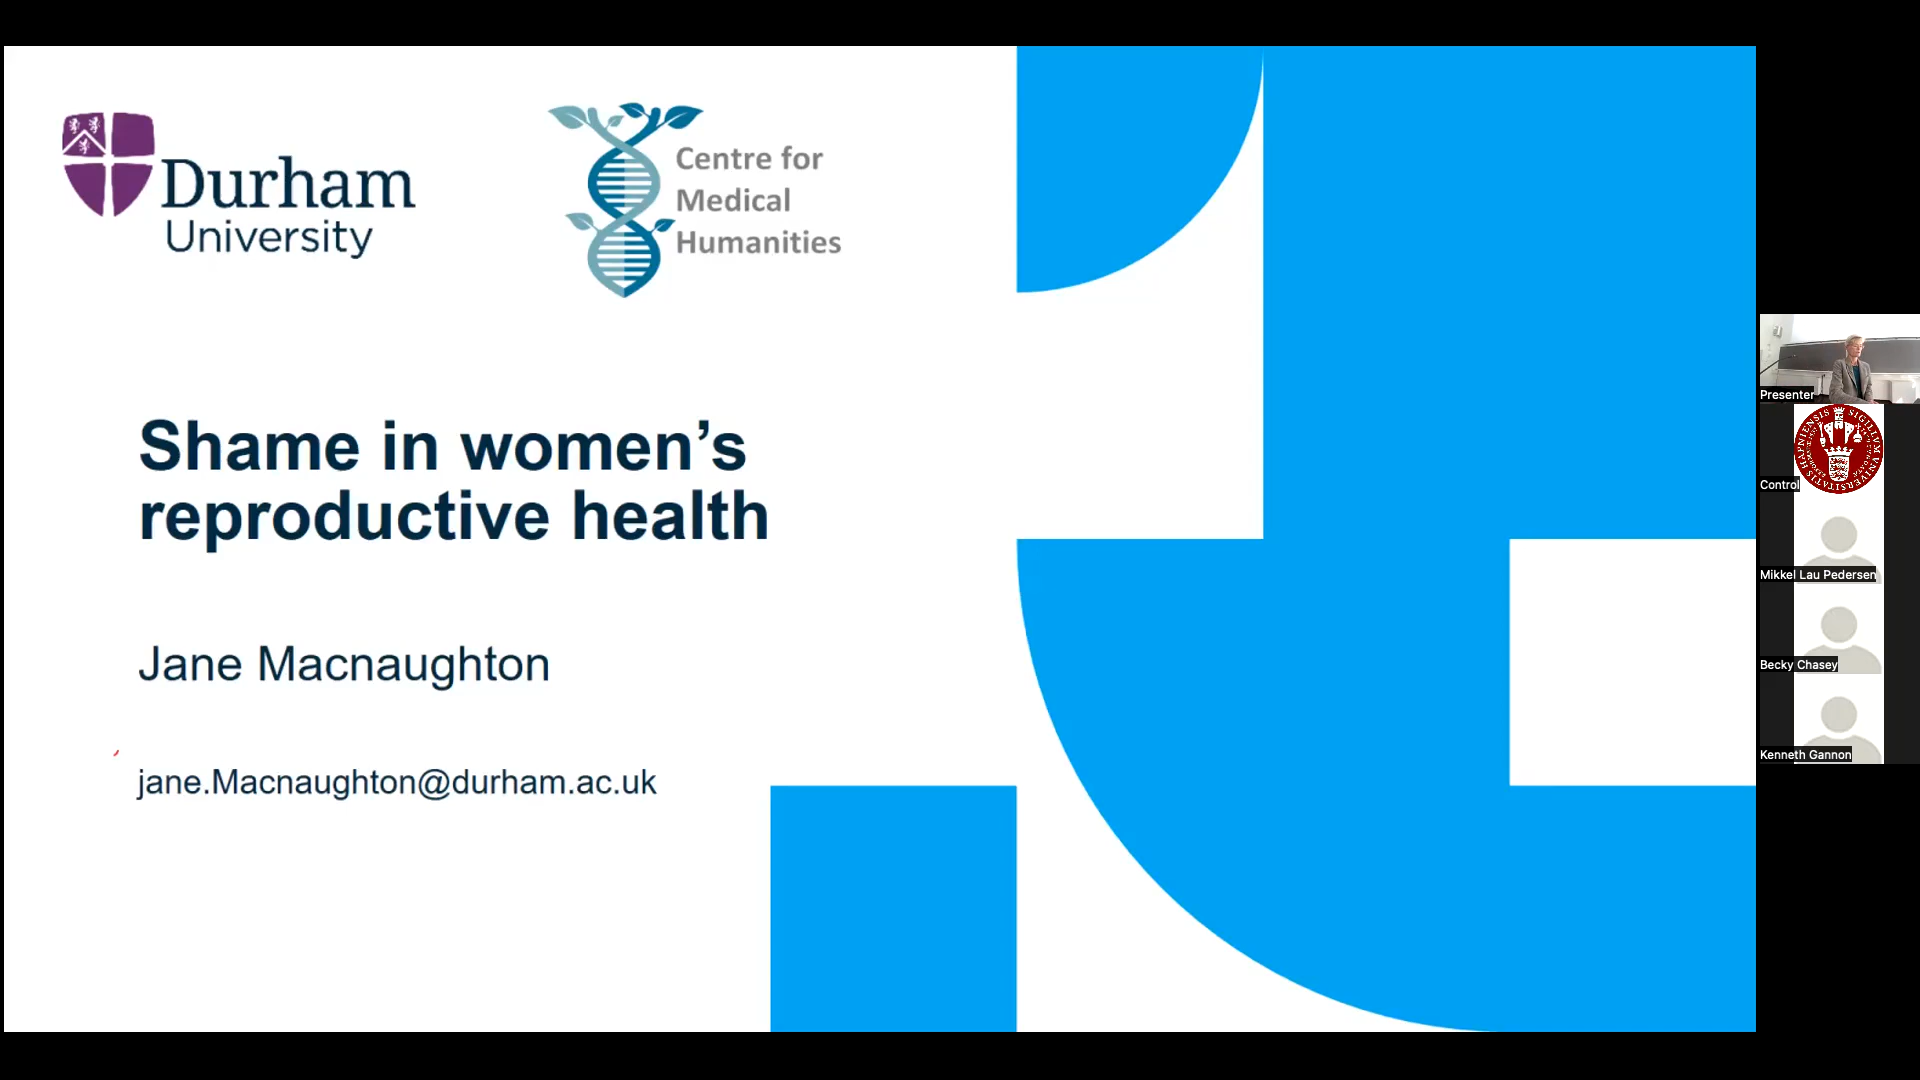 Durham
University
Centre for
Medical
Humanities
Shame in women’s
reproductive health
Jane Macnaughton
jane.Macnaughton@durham.ac.uk
Presenter
Control
Mikkel Lau Pedersen
Becky Chasey
Kenneth Gannon